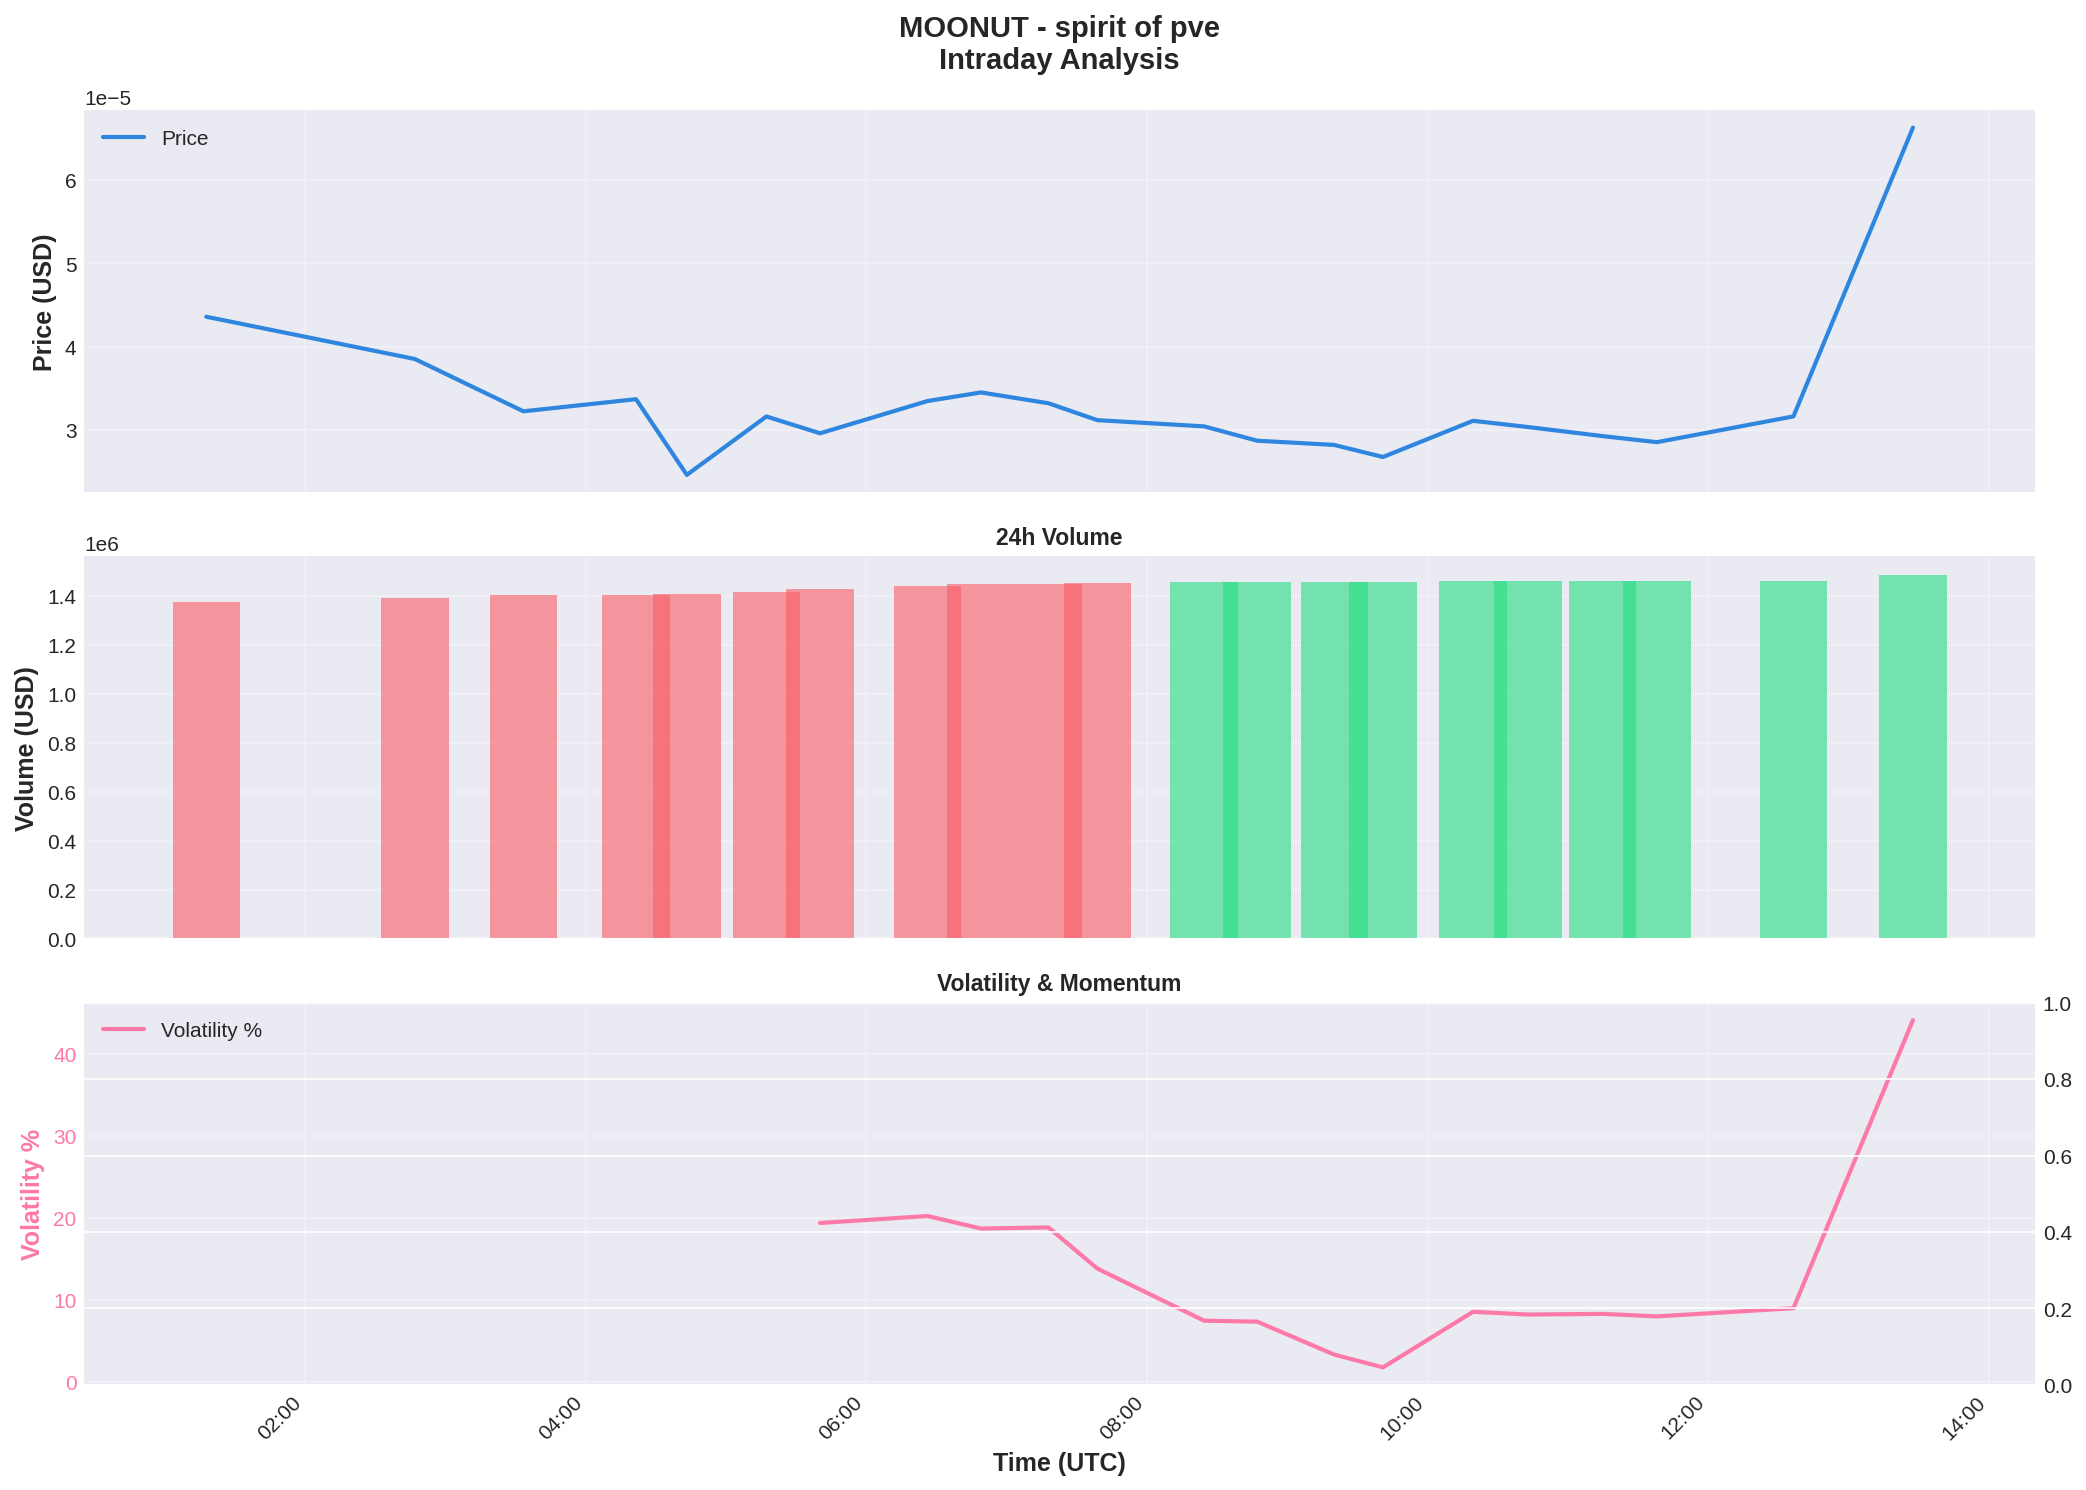 MOONUT - spirit of pve
Intraday Analysis
1e−5
Price
6
5
4
3
Price (USD)
24h Volume
1e6
1.4
1.2
1.0
0.8
0.6
0.4
0.2
0.0
Volume (USD)
Volatility & Momentum
Volatility %
40
30
20
10
0
Volatility %
1.0
0.8
0.6
0.4
0.2
0.0
02:00
04:00
06:00
08:00
10:00
12:00
14:00
Time (UTC)